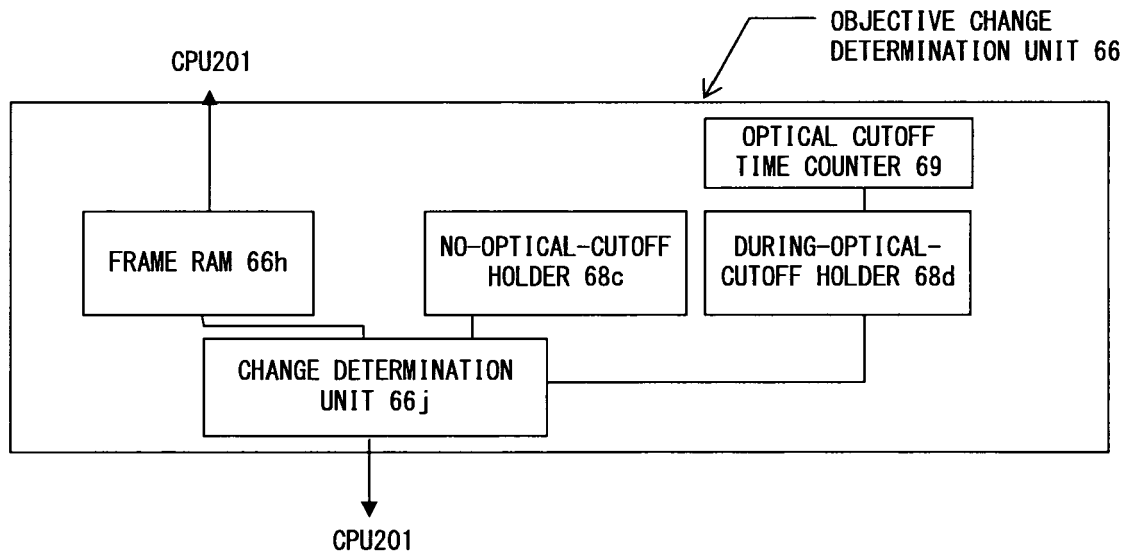 OBJECTIVE CHANGE
DETERMINATION UNIT 66
CPU201
OPTICAL CUTOFF
TIME COUNTER 69
FRAME RAM 66h
NO-OPTICAL-CUTOFF
HOLDER 68c
DURING-OPTICAL-
CUTOFF HOLDER 68d
CHANGE DETERMINATION
UNIT 66j
CPU201